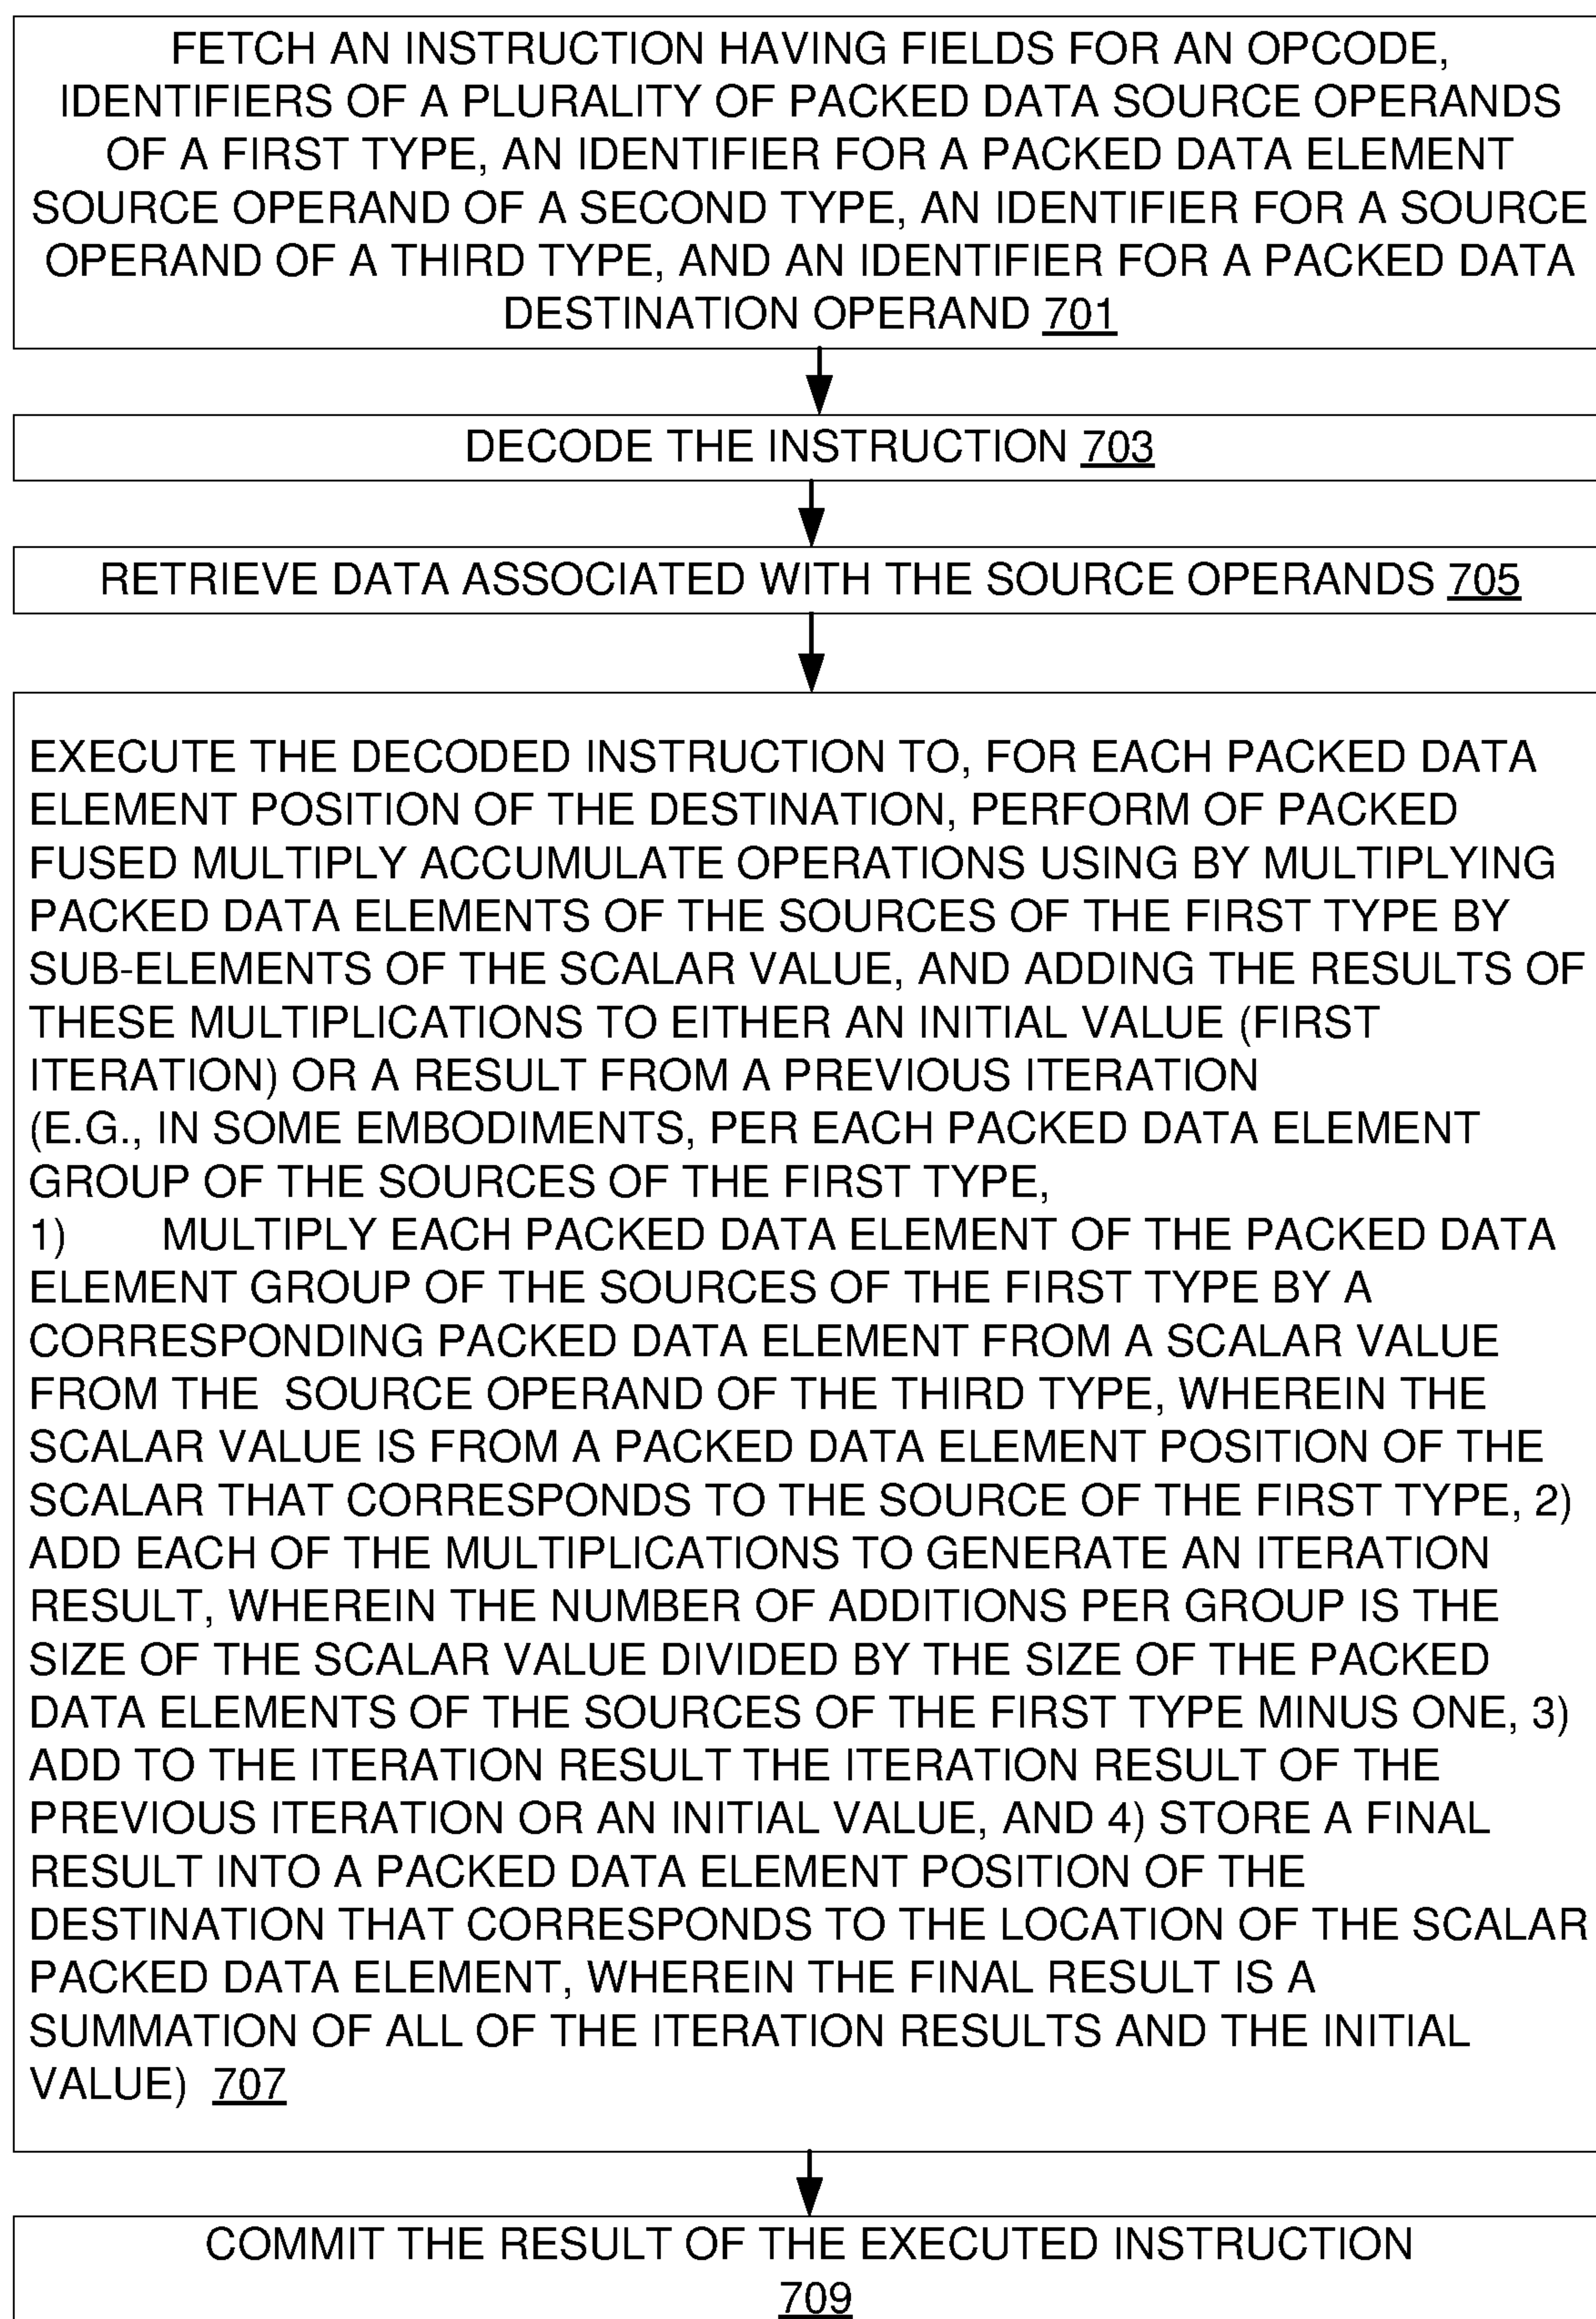 FETCH AN INSTRUCTION HAVING FIELDS FOR AN OPCODE,
IDENTIFIERS OF A PLURALITY OF PACKED DATA SOURCE OPERANDS
OF A FIRST TYPE, AN IDENTIFIER FOR A PACKED DATA ELEMENT
SOURCE OPERAND OF A SECOND TYPE, AN IDENTIFIER FOR A SOURCE
OPERAND OF A THIRD TYPE, AND AN IDENTIFIER FOR A PACKED DATA
DESTINATION OPERAND 701
DECODE THE INSTRUCTION 703
RETRIEVE DATA ASSOCIATED WITH THE SOURCE OPERANDS 705
EXECUTE THE DECODED INSTRUCTION TO, FOR EACH PACKED DATA
ELEMENT POSITION OF THE DESTINATION, PERFORM OF PACKED
FUSED MULTIPLY ACCUMULATE OPERATIONS USING BY MULTIPLYING
PACKED DATA ELEMENTS OF THE SOURCES OF THE FIRST TYPE BY
SUB-ELEMENTS OF THE SCALAR VALUE, AND ADDING THE RESULTS OF
THESE MULTIPLICATIONS TO EITHER AN INITIAL VALUE (FIRST
ITERATION) OR A RESULT FROM A PREVIOUS ITERATION
(E.G., IN SOME EMBODIMENTS, PER EACH PACKED DATA ELEMENT
GROUP OF THE SOURCES OF THE FIRST TYPE,
1) MULTIPLY EACH PACKED DATA ELEMENT OF THE PACKED DATA
ELEMENT GROUP OF THE SOURCES OF THE FIRST TYPE BY A
CORRESPONDING PACKED DATA ELEMENT FROM A SCALAR VALUE
FROM THE SOURCE OPERAND OF THE THIRD TYPE, WHEREIN THE
SCALAR VALUE IS FROM A PACKED DATA ELEMENT POSITION OF THE
SCALAR THAT CORRESPONDS TO THE SOURCE OF THE FIRST TYPE, 2)
ADD EACH OF THE MULTIPLICATIONS TO GENERATE AN ITERATION
RESULT, WHEREIN THE NUMBER OF ADDITIONS PER GROUP IS THE
SIZE OF THE SCALAR VALUE DIVIDED BY THE SIZE OF THE PACKED
DATA ELEMENTS OF THE SOURCES OF THE FIRST TYPE MINUS ONE, 3)
ADD TO THE ITERATION RESULT THE ITERATION RESULT OF THE
PREVIOUS ITERATION OR AN INITIAL VALUE, AND 4) STORE A FINAL
RESULT INTO A PACKED DATA ELEMENT POSITION OF THE
DESTINATION THAT CORRESPONDS TO THE LOCATION OF THE SCALAR
PACKED DATA ELEMENT, WHEREIN THE FINAL RESULT IS A
SUMMATION OF ALL OF THE ITERATION RESULTS AND THE INITIAL
VALUE) 707
COMMIT THE RESULT OF THE EXECUTED INSTRUCTION
709